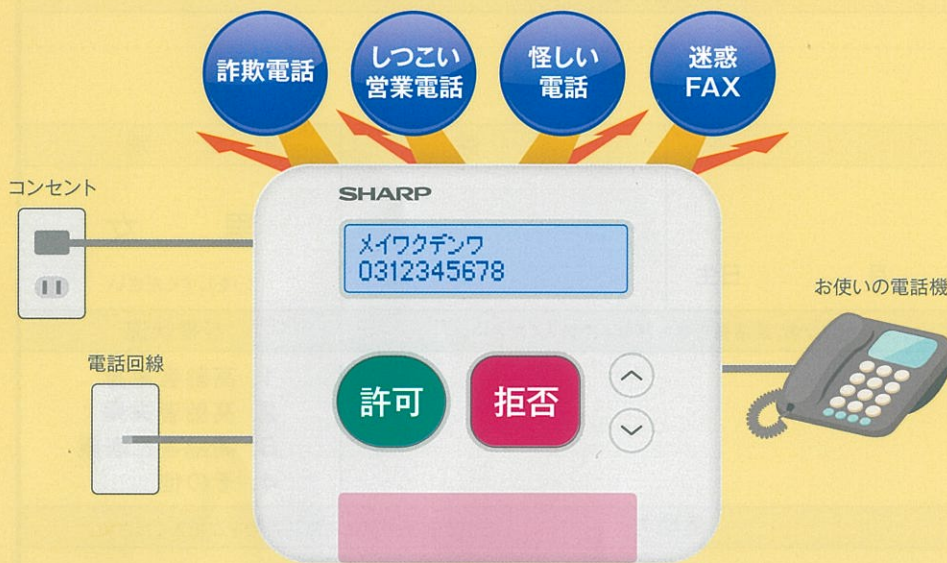 詐欺電話
しつこい
営業電話
怪しい
電話
迷惑
FAX
コンセント
SHARP
メイワクデンワ
0312345678
お使いの電話機
電話回線
許可
拒否